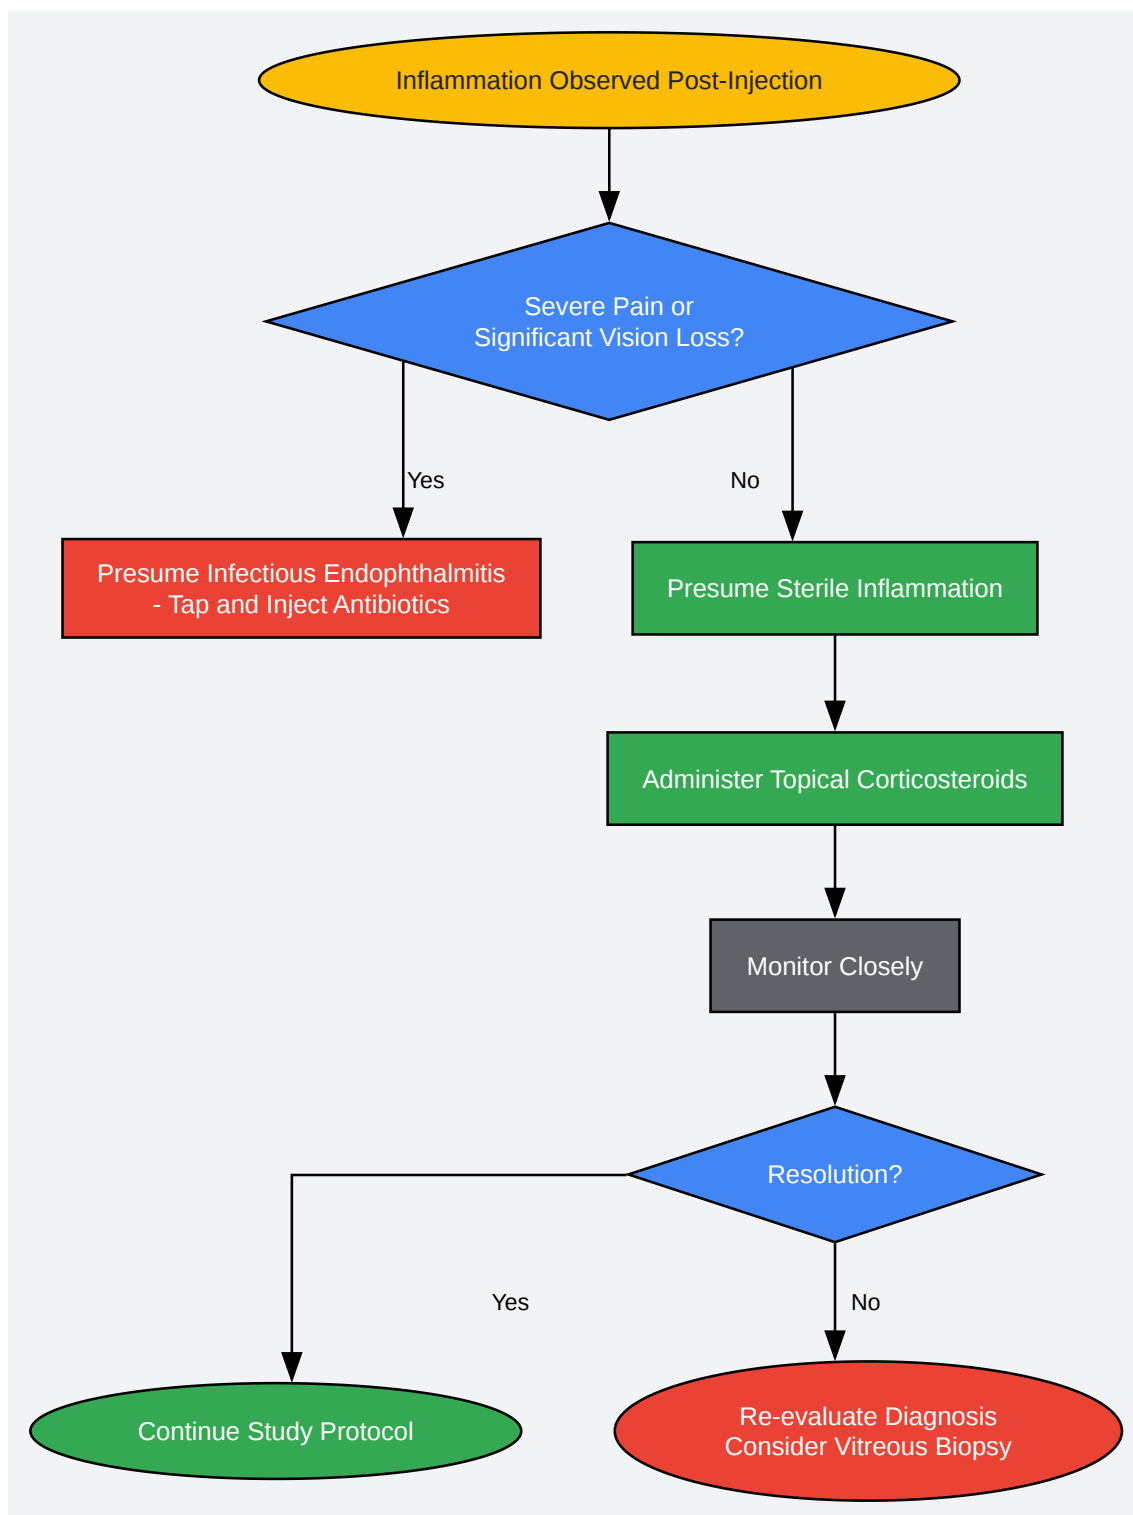 Inflammation Observed Post-Injection
Severe Pain or
Significant Vision Loss?
Yes
No
Presume Infectious Endophthalmitis
- Tap and Inject Antibiotics
Presume Sterile Inflammation
Administer Topical Corticosteroids
Monitor Closely
Resolution?
Yes
No
Continue Study Protocol
Re-evaluate Diagnosis
Consider Vitreous Biopsy